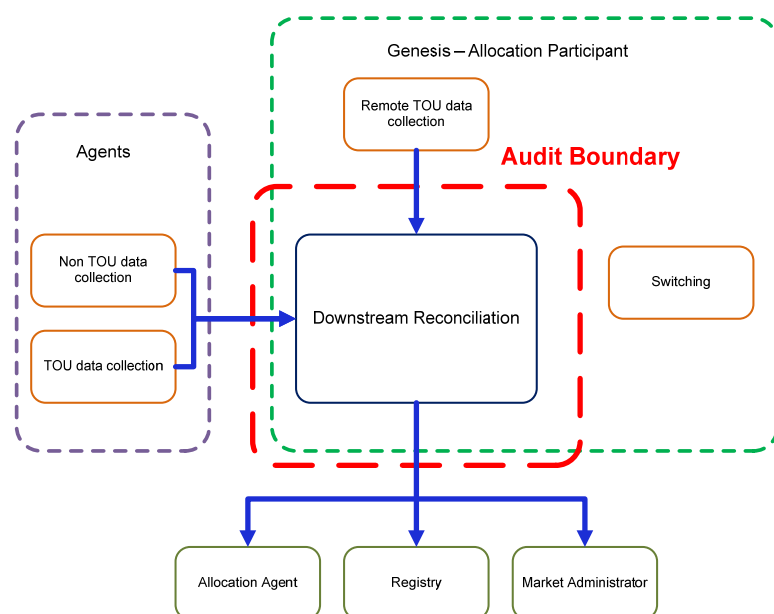 Genesis – Allocation Participant
Remote TOU data
collection
Agents
Audit Boundary
Non TOU data
collection
Downstream Reconciliation
Switching
TOU data collection
Allocation Agent
Registry
Market Administrator